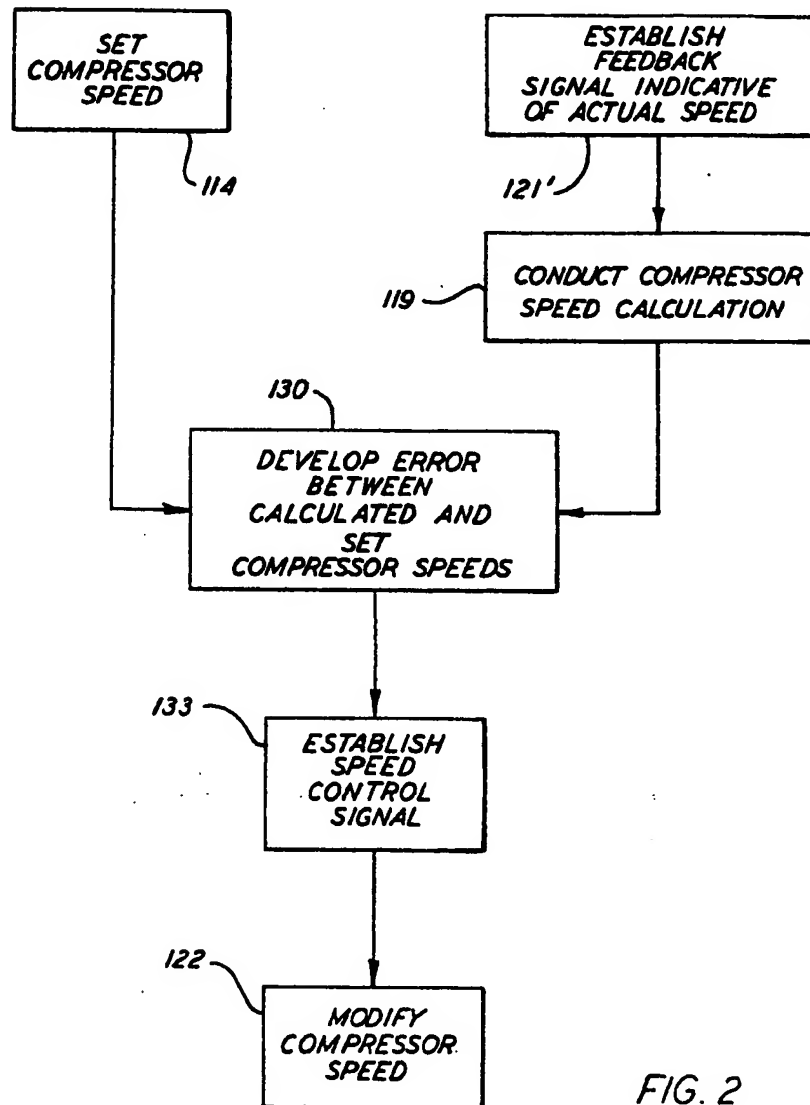 SET
COMPRESSOR
SPEED
114
ESTABLISH
FEEDBACK
SIGNAL INDICATIVE
OF ACTUAL SPEED
121'
119
CONDUCT COMPRESSOR
SPEED CALCULATION
130
DEVELOP ERROR
BETWEEN
CALCULATED AND
SET
COMPRESSOR SPEEDS
133
ESTABLISH
SPEED
CONTROL
SIGNAL
122
MODIFY
COMPRESSOR
SPEED
FIG. 2